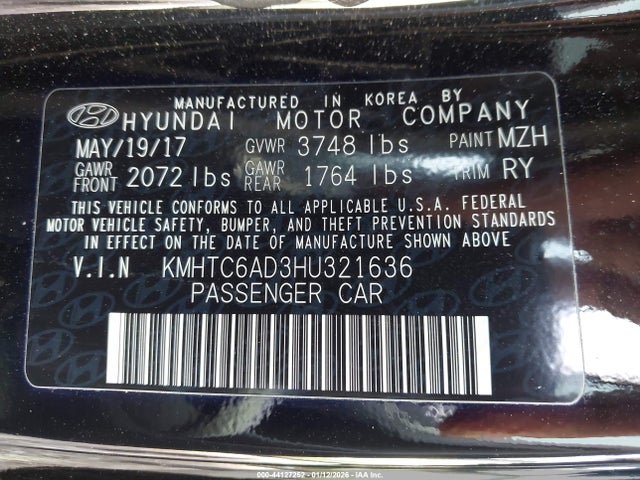 MANUFACTURED IN KOREA BY
HYUNDAI MOTOR COMPANY
MAY/19/17 GVWR 3748 lbs PAINT MZH
GAWR FRONT 2072 lbs GAWR REAR 1764 lbs TRIM RY
THIS VEHICLE CONFORMS TO ALL APPLICABLE U.S.A. FEDERAL
MOTOR VEHICLE SAFETY, BUMPER, AND THEFT PREVENTION STANDARDS
IN EFFECT ON THE DATE OF MANUFACTURE SHOWN ABOVE.
V.I.N KMHTC6AD3HU321636
PASSENGER CAR
000-44127252 - 01/12/2026 - IAA Inc.